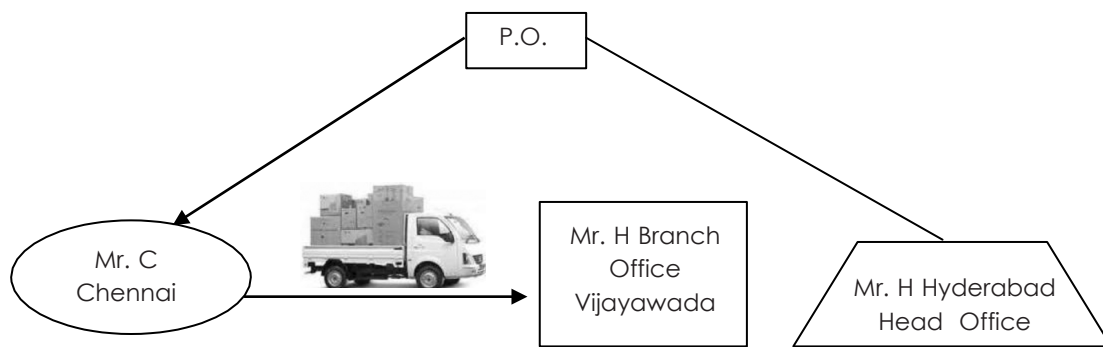 P.O.
Mr. C
Chennai
Mr. H Branch
Office
Vijayawada
Mr. H Hyderabad
Head Office